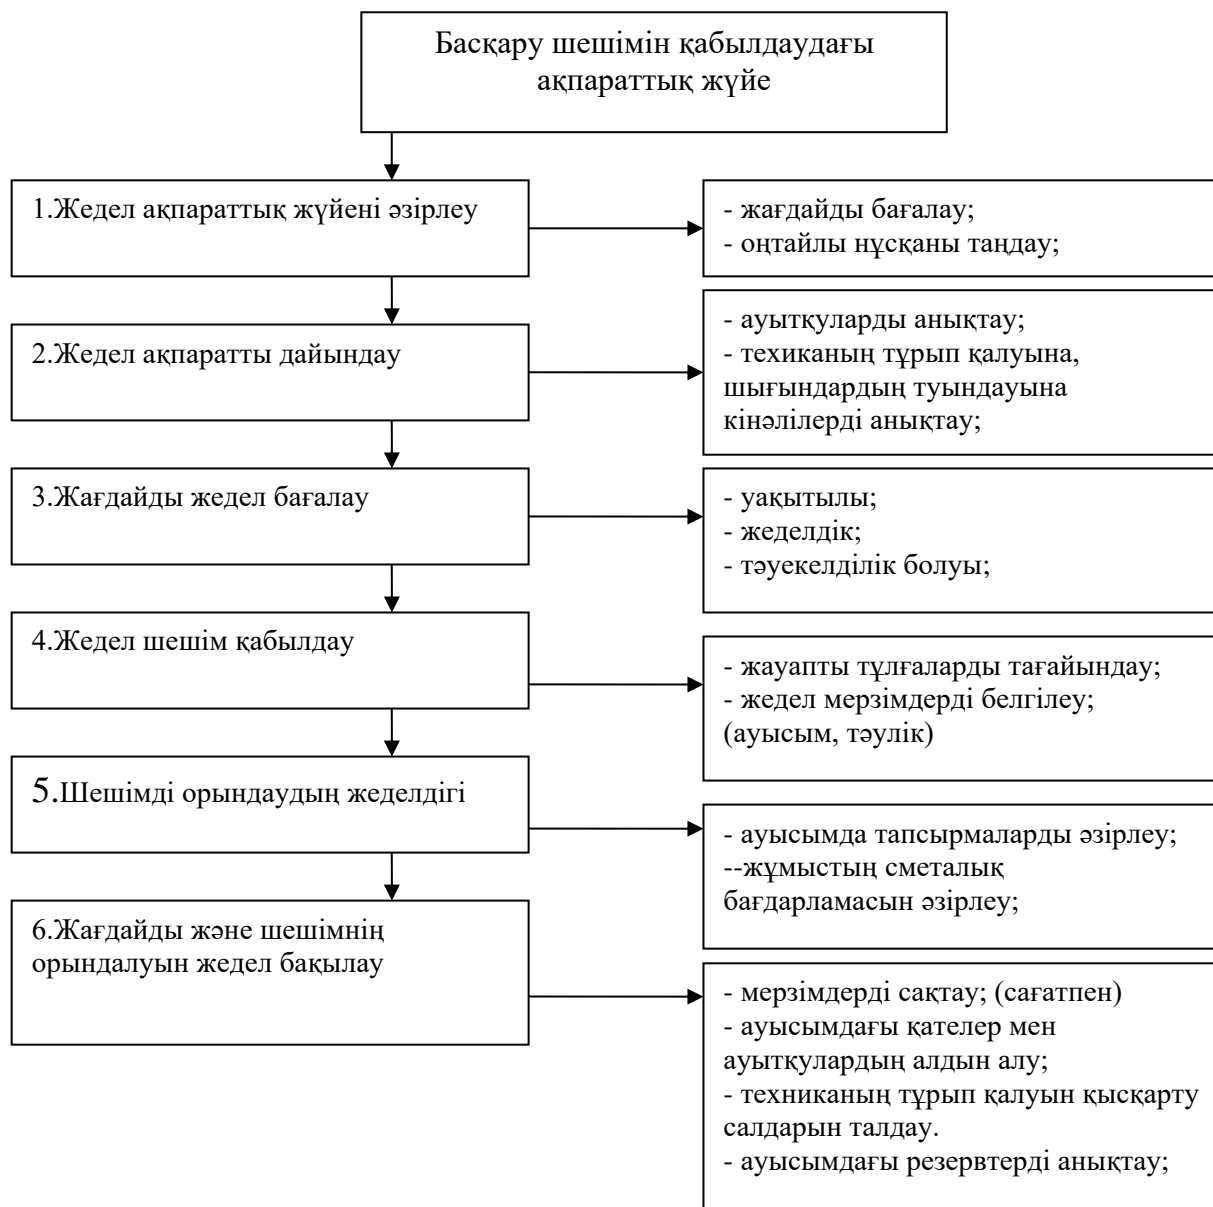 Басқару шешімін қабылдаудағы
ақпараттық жүйе
1.Жедел ақпараттық жүйені әзірлеу
- жағдайды бағалау;
- оңтайлы нұсқаны таңдау;
2.Жедел ақпаратты дайындау
- ауытқуларды анықтау;
- техиканың тұрып қалуына,
шығындардың туындауына
кінәлілерді анықтау;
3.Жағдайды жедел бағалау
- уақытылы;
- жеделдік;
- тәуекелділік болуы;
4.Жедел шешім қабылдау
- жауапты тұлғаларды тағайындау;
- жедел мерзімдерді белгілеу;
(ауысым, тәулік)
5.Шешімді орындаудың жеделдігі
- ауысымда тапсырмаларды әзірлеу;
--жұмыстың сметалық
бағдарламасын әзірлеу;
6.Жағдайды және шешімнің
орындалуын жедел бақылау
- мерзімдерді сақтау; (сағатпен)
- ауысымдағы қателер мен
ауытқулардың алдын алу;
- техниканың тұрып қалуын қысқарту
салдарын талдау.
- ауысымдағы резервтерді анықтау;